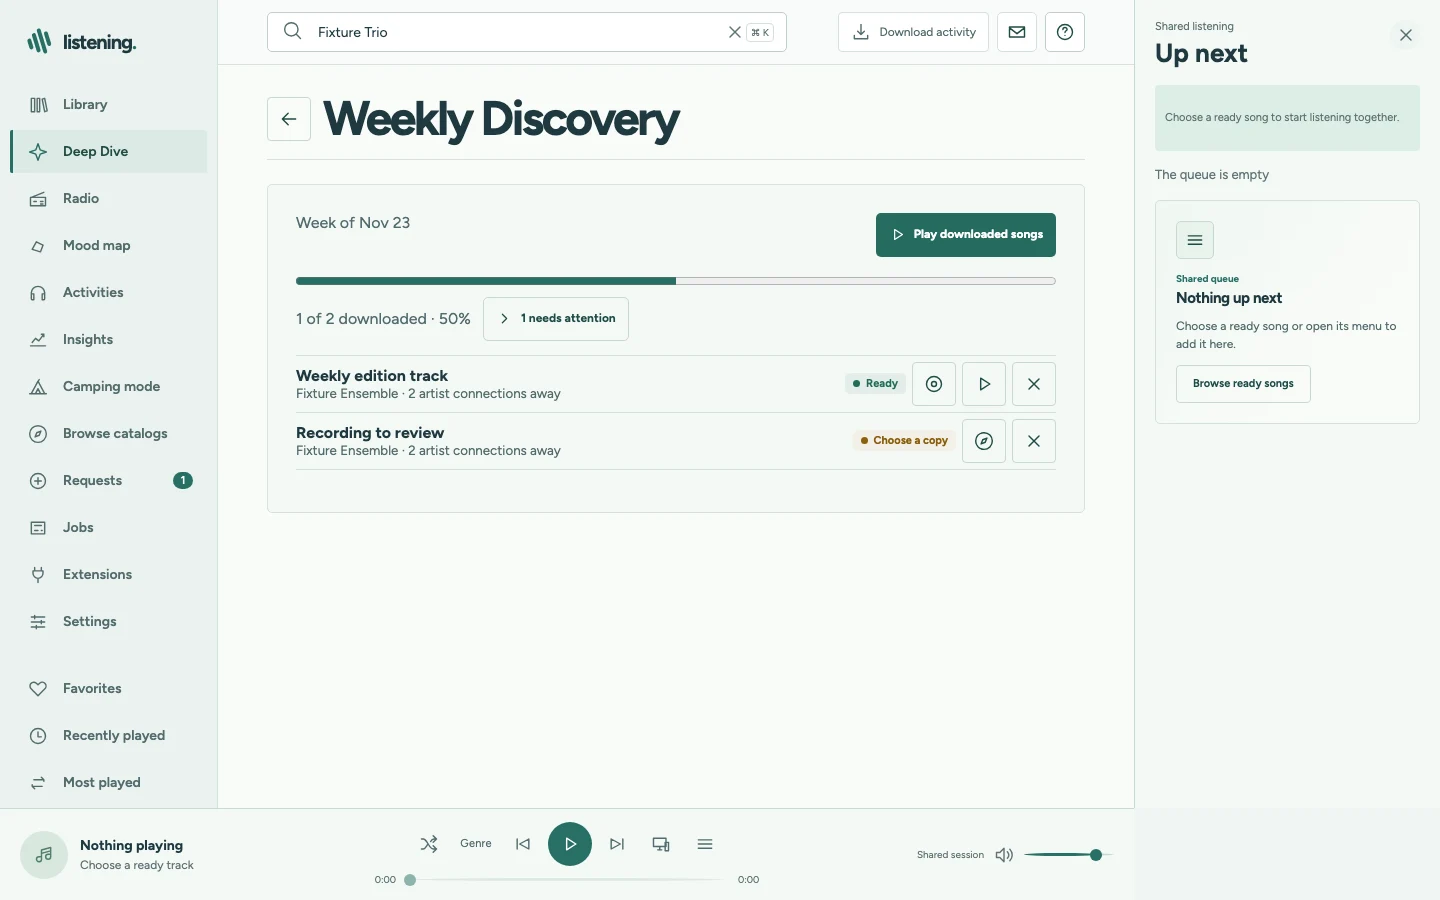 listening.
Library
Deep Dive
Radio
Mood map
Activities
Insights
Camping mode
Browse catalogs
Requests 1
Jobs
Extensions
Settings
Favorites
Recently played
Most played
Fixture Trio
⌘ K
Download activity
Weekly Discovery
Week of Nov 23
Play downloaded songs
1 of 2 downloaded · 50%
1 needs attention
Weekly edition track
Fixture Ensemble · 2 artist connections away
Ready
Recording to review
Fixture Ensemble · 2 artist connections away
Choose a copy
Shared listening
Up next
Choose a ready song to start listening together.
The queue is empty
Shared queue
Nothing up next
Choose a ready song or open its menu to
add it here.
Browse ready songs
Nothing playing
Choose a ready track
Genre
0:00
0:00
Shared session